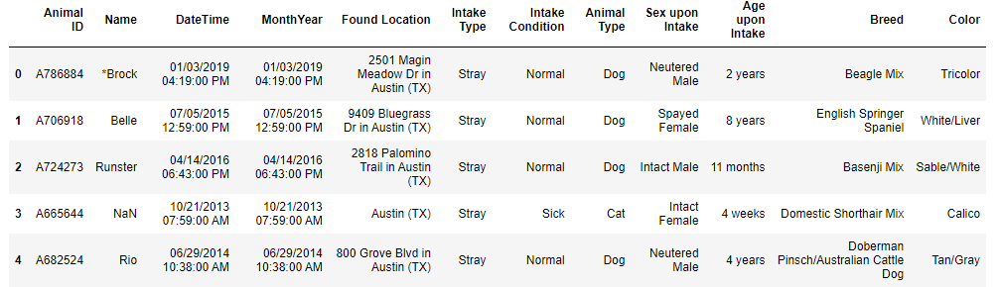 Animal ID Name DateTime MonthYear Found Location Intake Type Intake Condition Animal Type Sex upon Intake Age upon Intake Breed Color
0 A786884 *Brock 01/03/2019 04:19:00 PM 01/03/2019 04:19:00 PM 2501 Magin Meadow Dr in Austin (TX) Stray Normal Dog Neutered Male 2 years Beagle Mix Tricolor
1 A706918 Belle 07/05/2015 12:59:00 PM 07/05/2015 12:59:00 PM 9409 Bluegrass Dr in Austin (TX) Stray Normal Dog Spayed Female 8 years English Springer Spaniel White/Liver
2 A724273 Runster 04/14/2016 06:43:00 PM 04/14/2016 06:43:00 PM 2818 Palomino Trail in Austin (TX) Stray Normal Dog Intact Male 11 months Basenji Mix Sable/White
3 A665644 NaN 10/21/2013 07:59:00 AM 10/21/2013 07:59:00 AM Austin (TX) Stray Sick Cat Intact Female 4 weeks Domestic Shorthair Mix Calico
4 A682524 Rio 06/29/2014 10:38:00 AM 06/29/2014 10:38:00 AM 800 Grove Blvd in Austin (TX) Stray Normal Dog Neutered Male 4 years Doberman Pinsch/Australian Cattle Dog Tan/Gray